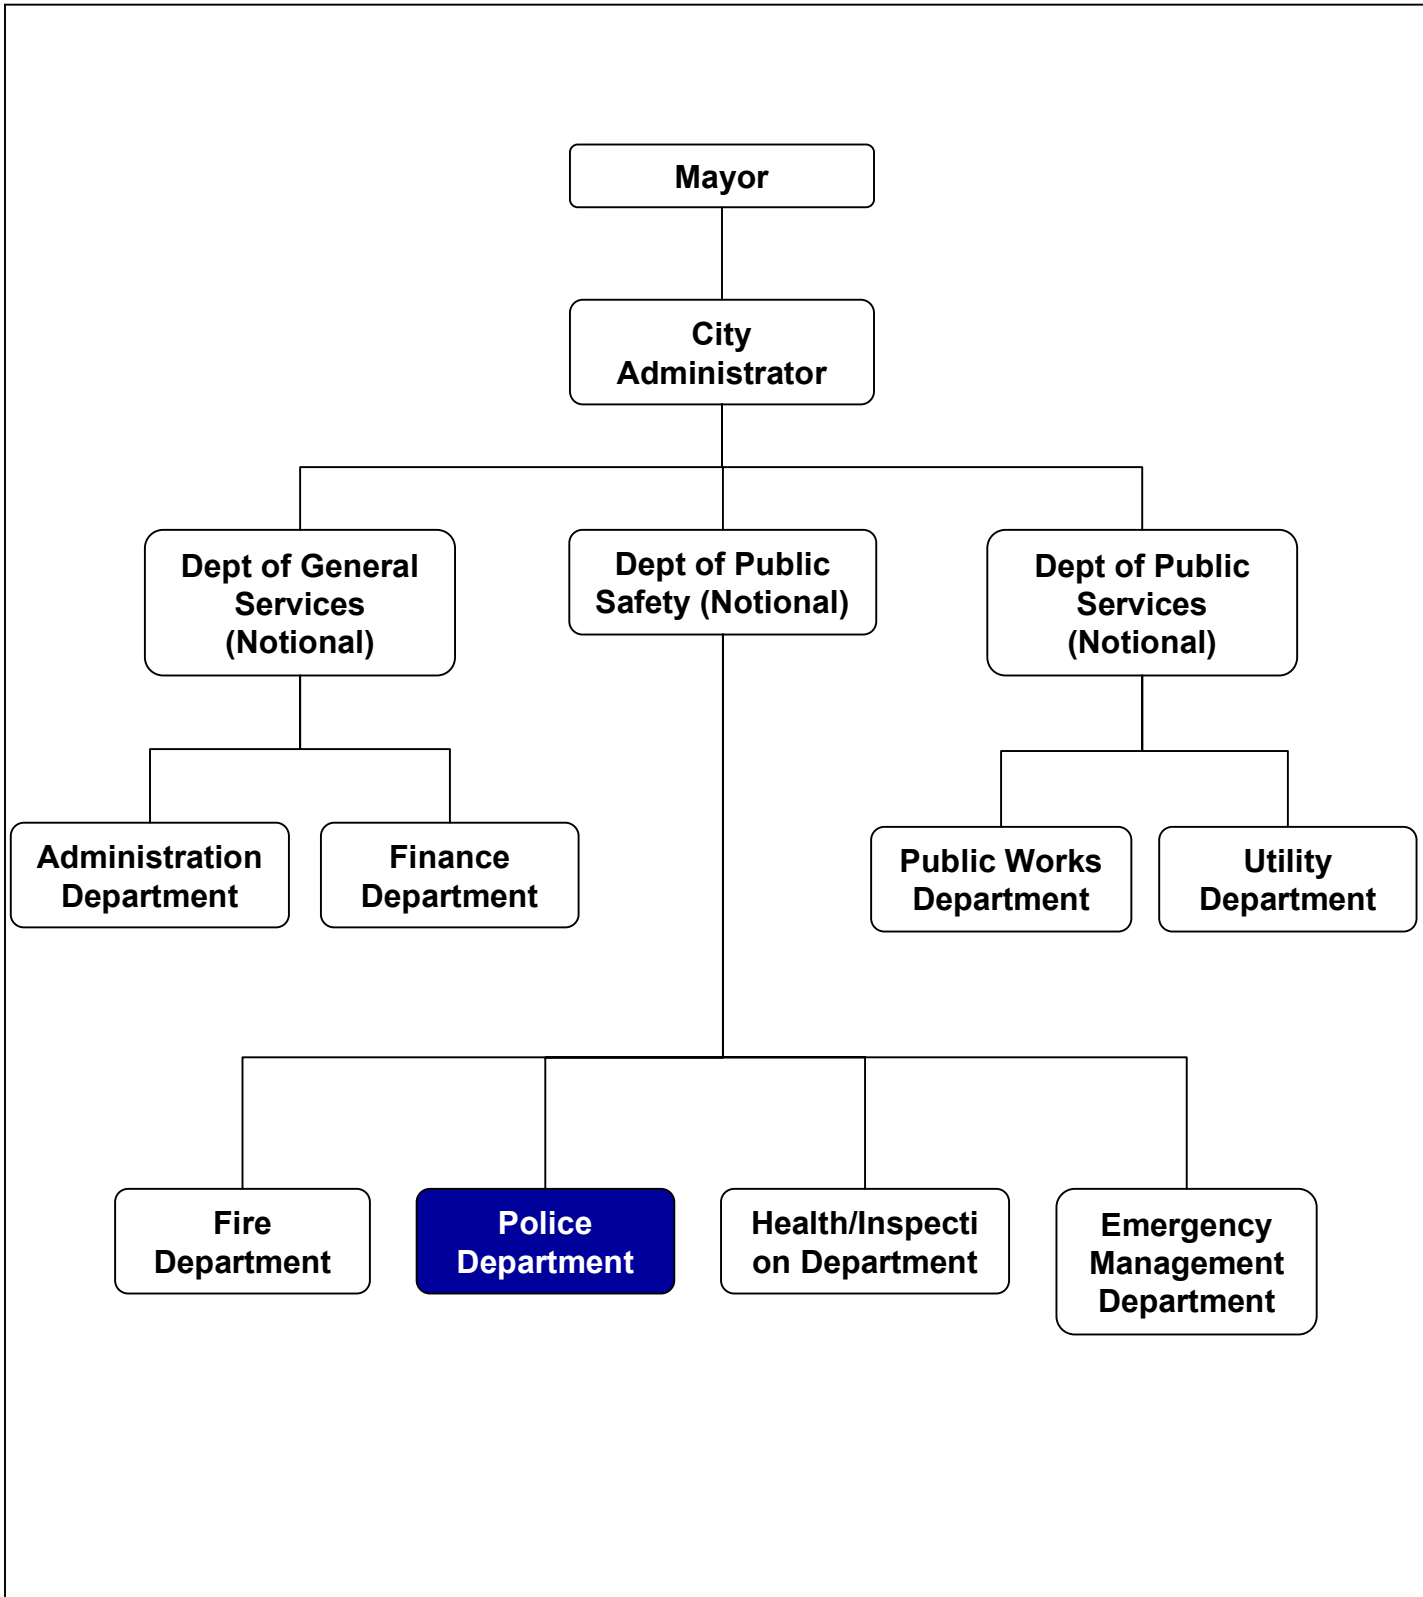 Mayor
City
Administrator
Dept of General
Services
(Notional)
Dept of Public
Safety (Notional)
Dept of Public
Services
(Notional)
Administration
Department
Finance
Department
Public Works
Department
Utility
Department
Fire
Department
Police
Department
Health/Inspecti
on Department
Emergency
Management
Department